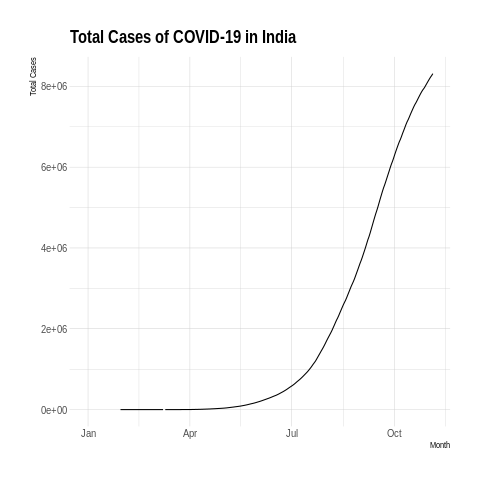 Total Cases of COVID-19 in India
Total Cases
8e+06
6e+06
4e+06
2e+06
0e+00
Jan Apr Jul Oct
Month